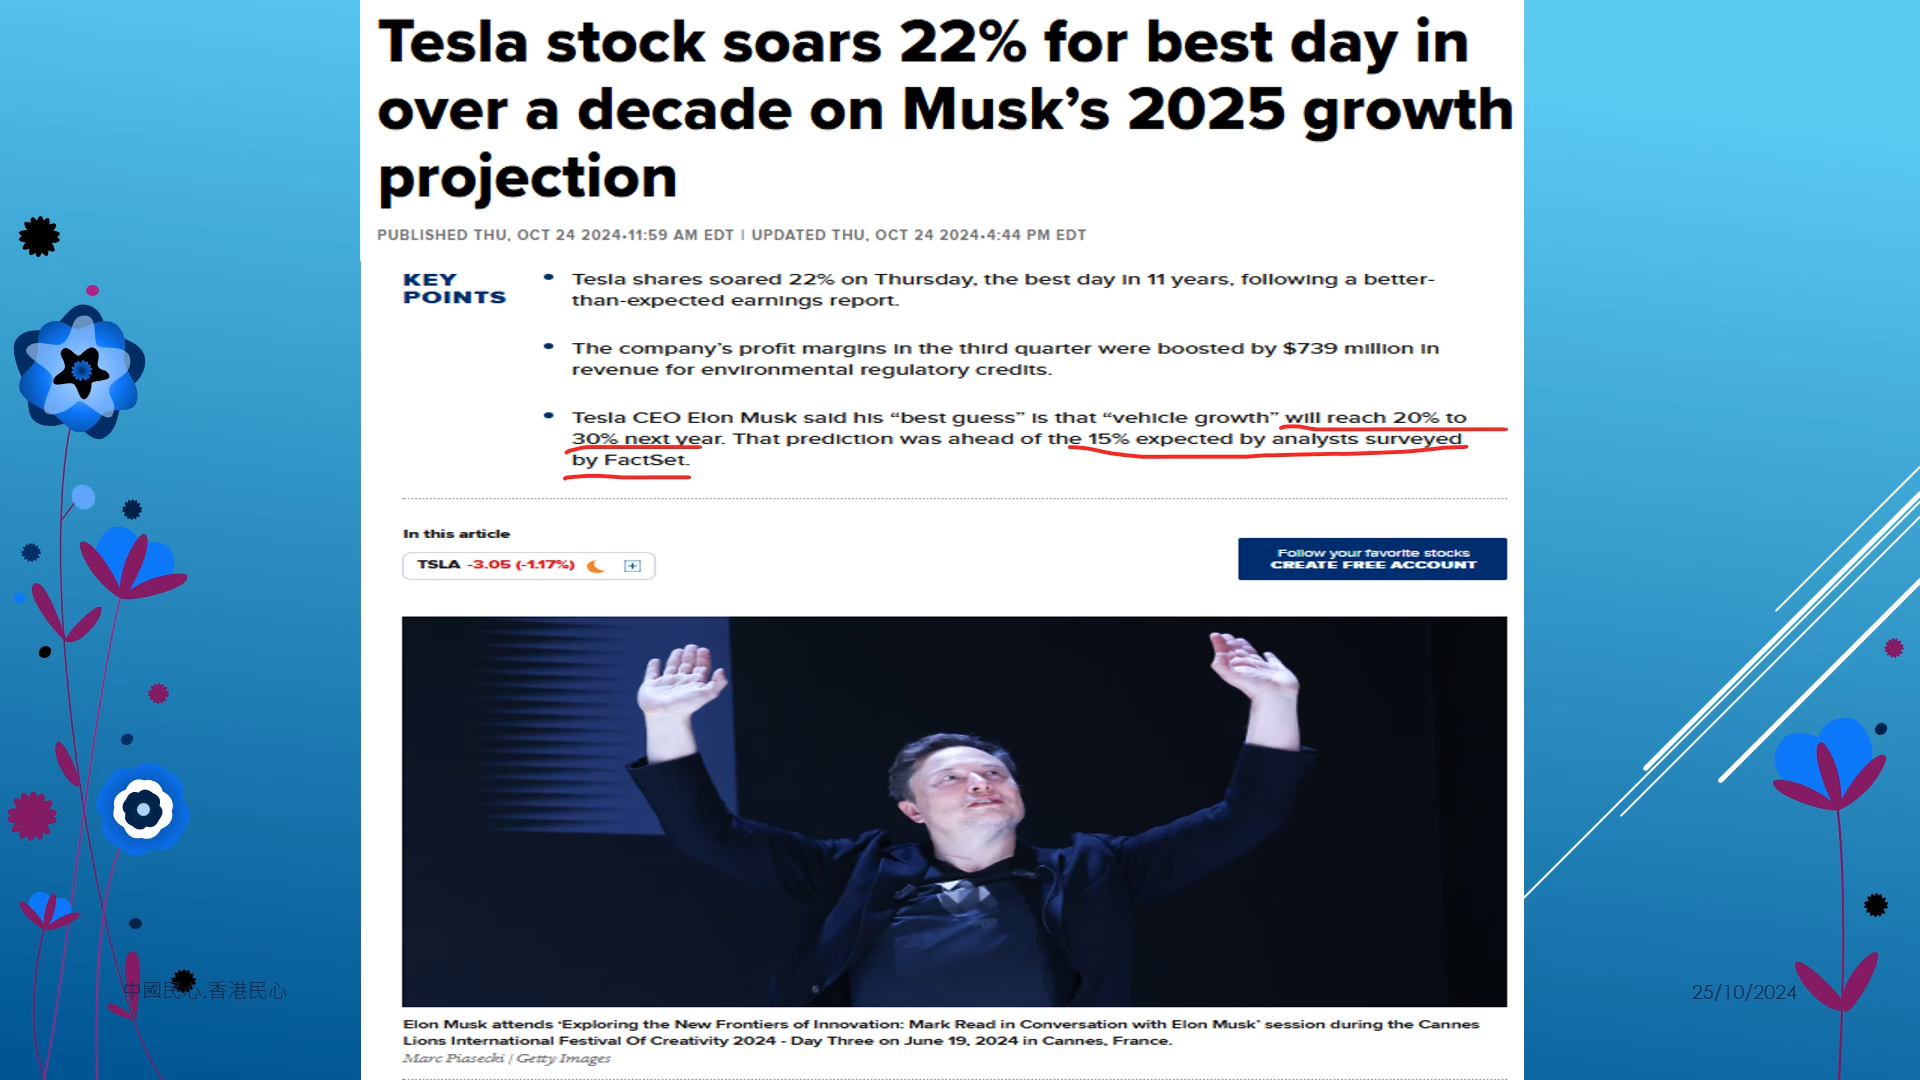 Tesla stock soars 22% for best day in
over a decade on Musk’s 2025 growth
projection
PUBLISHED THU, OCT 24 2024•11:59 AM EDT | UPDATED THU, OCT 24 2024•4:44 PM EDT
KEY
POINTS
• Tesla shares soared 22% on Thursday, the best day in 11 years, following a better-
than-expected earnings report.
• The company’s profit margins in the third quarter were boosted by $739 million in
revenue for environmental regulatory credits.
• Tesla CEO Elon Musk said his “best guess” is that “vehicle growth” will reach 20% to
30% next year. That prediction was ahead of the 15% expected by analysts surveyed
by FactSet.
In this article
TSLA -3.05 (-1.17%)
Follow your favorite stocks
CREATE FREE ACCOUNT
Elon Musk attends ‘Exploring the New Frontiers of Innovation: Mark Read in Conversation with Elon Musk’ session during the Cannes
Lions International Festival Of Creativity 2024 - Day Three on June 19, 2024 in Cannes, France.
Marc Piasecki | Getty Images
中國民心.香港民心
25/10/2024